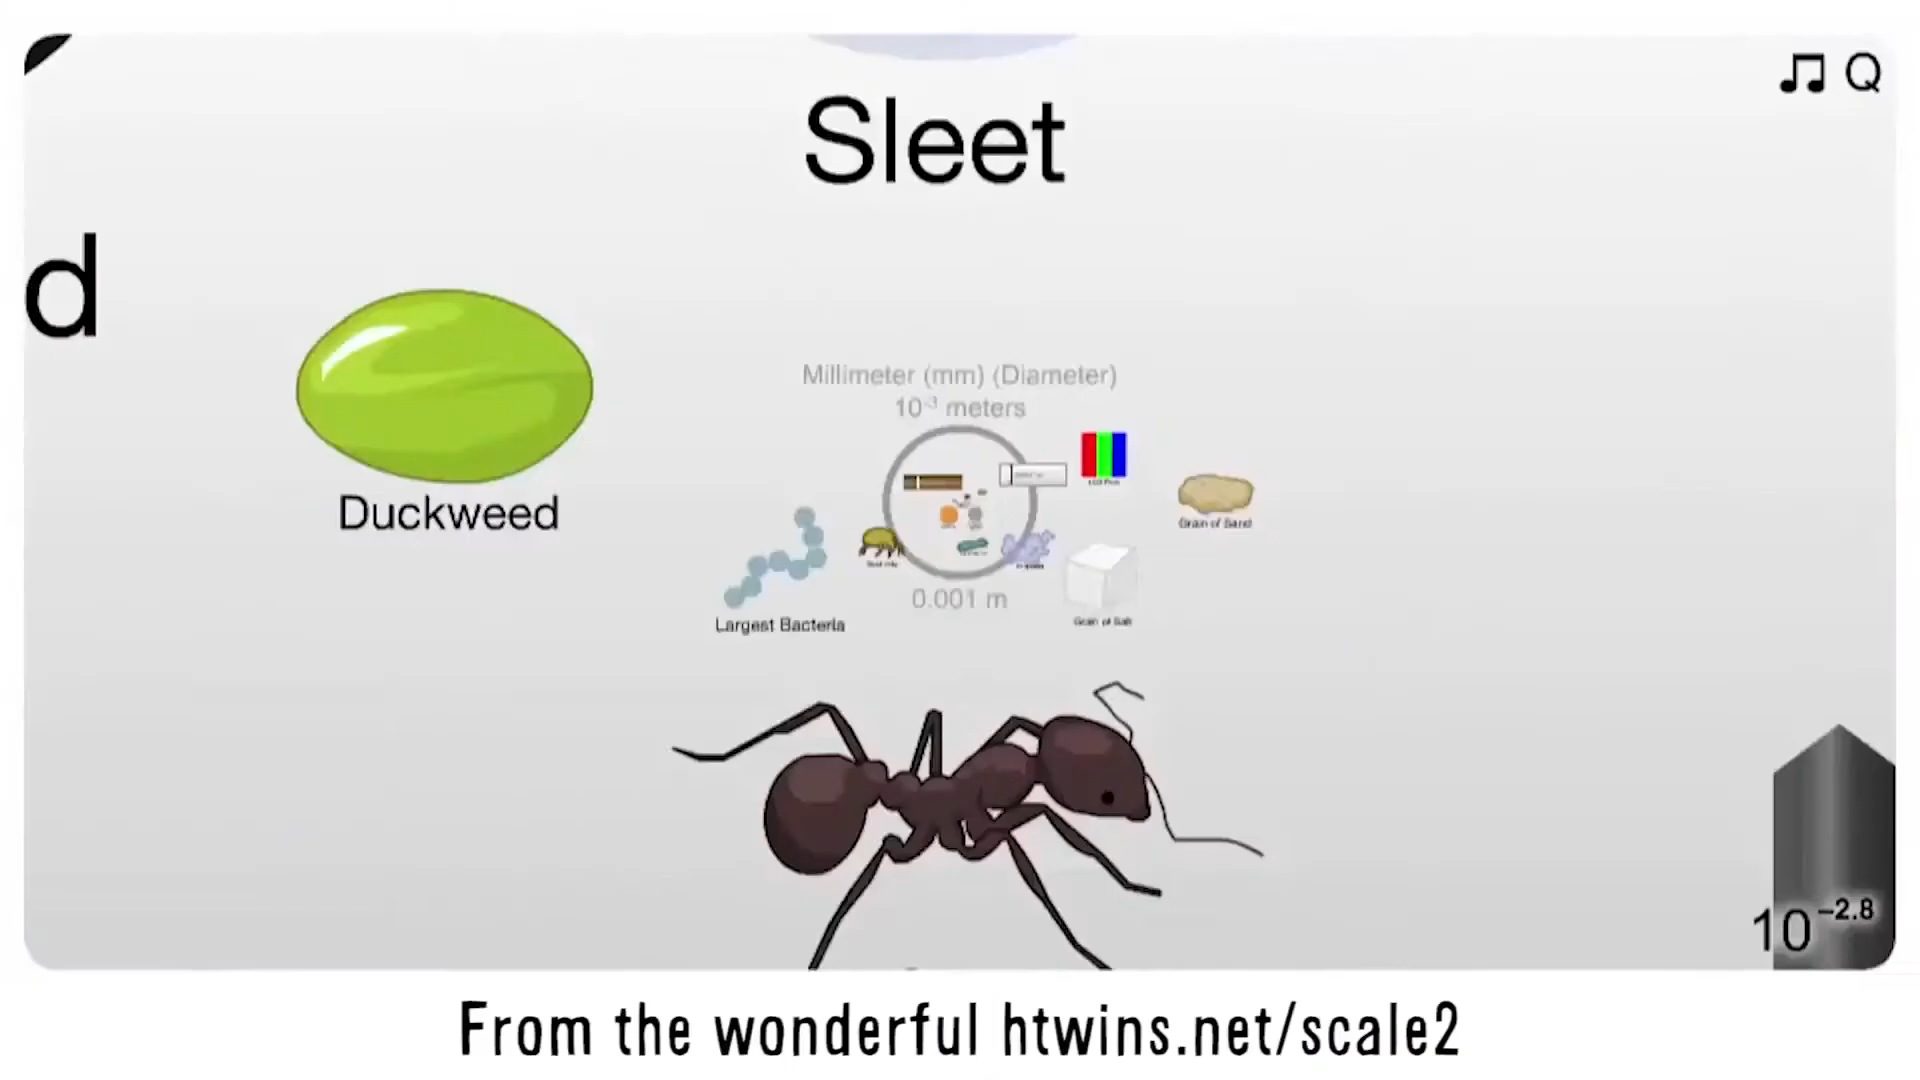 Q
Sleet
d
Millimeter (mm) (Diameter)
10-3 meters
Duckweed
Grain of Sand
0.001 m
Grain of Salt
Largest Bacteria
10 -2.8
From the wonderful htwins.net/scale2